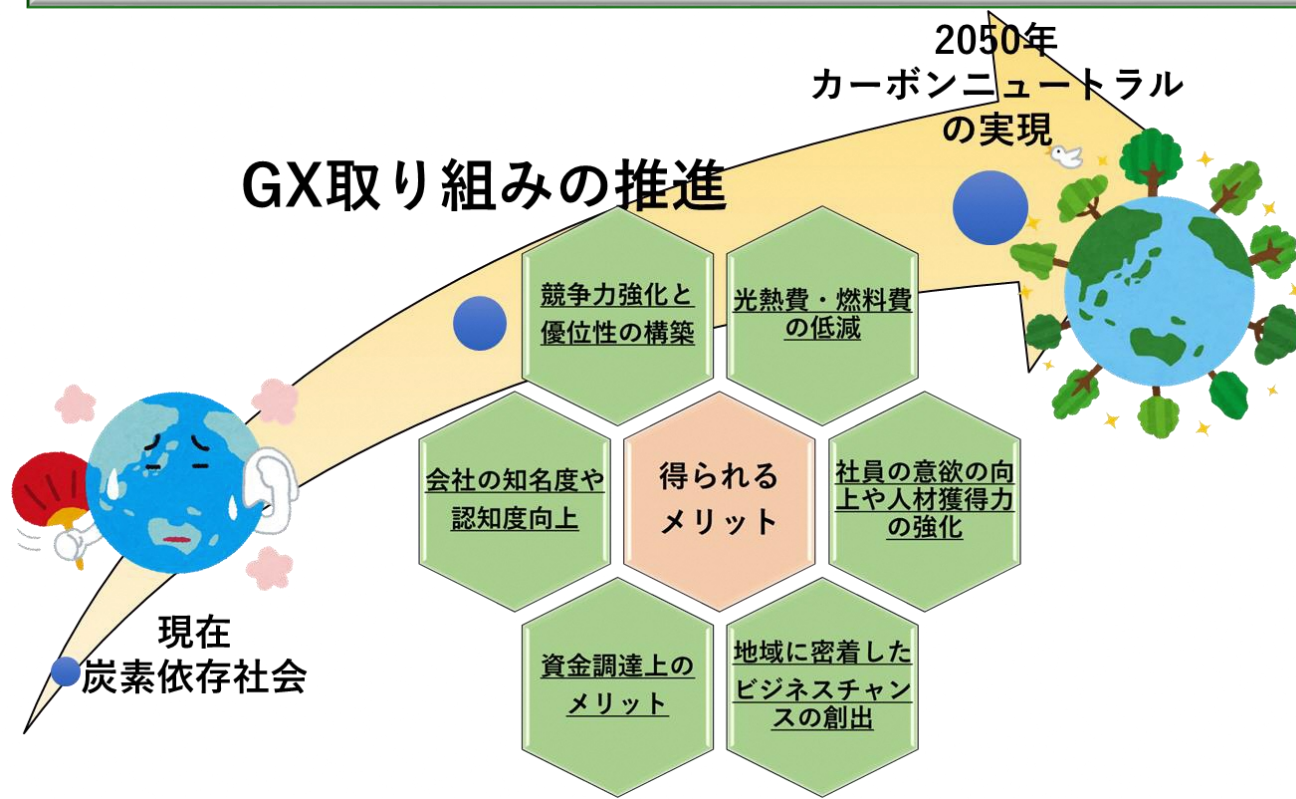 2050年
カーボンニュートラル
の実現
GX取り組みの推進
競争力強化と
優位性の構築
光熱費・燃料費
の低減
会社の知名度や
認知度向上
得られる
メリット
社員の意欲の向
上や人材獲得力
の強化
現在
炭素依存社会
資金調達上の
メリット
地域に密着した
ビジネスチャン
スの創出